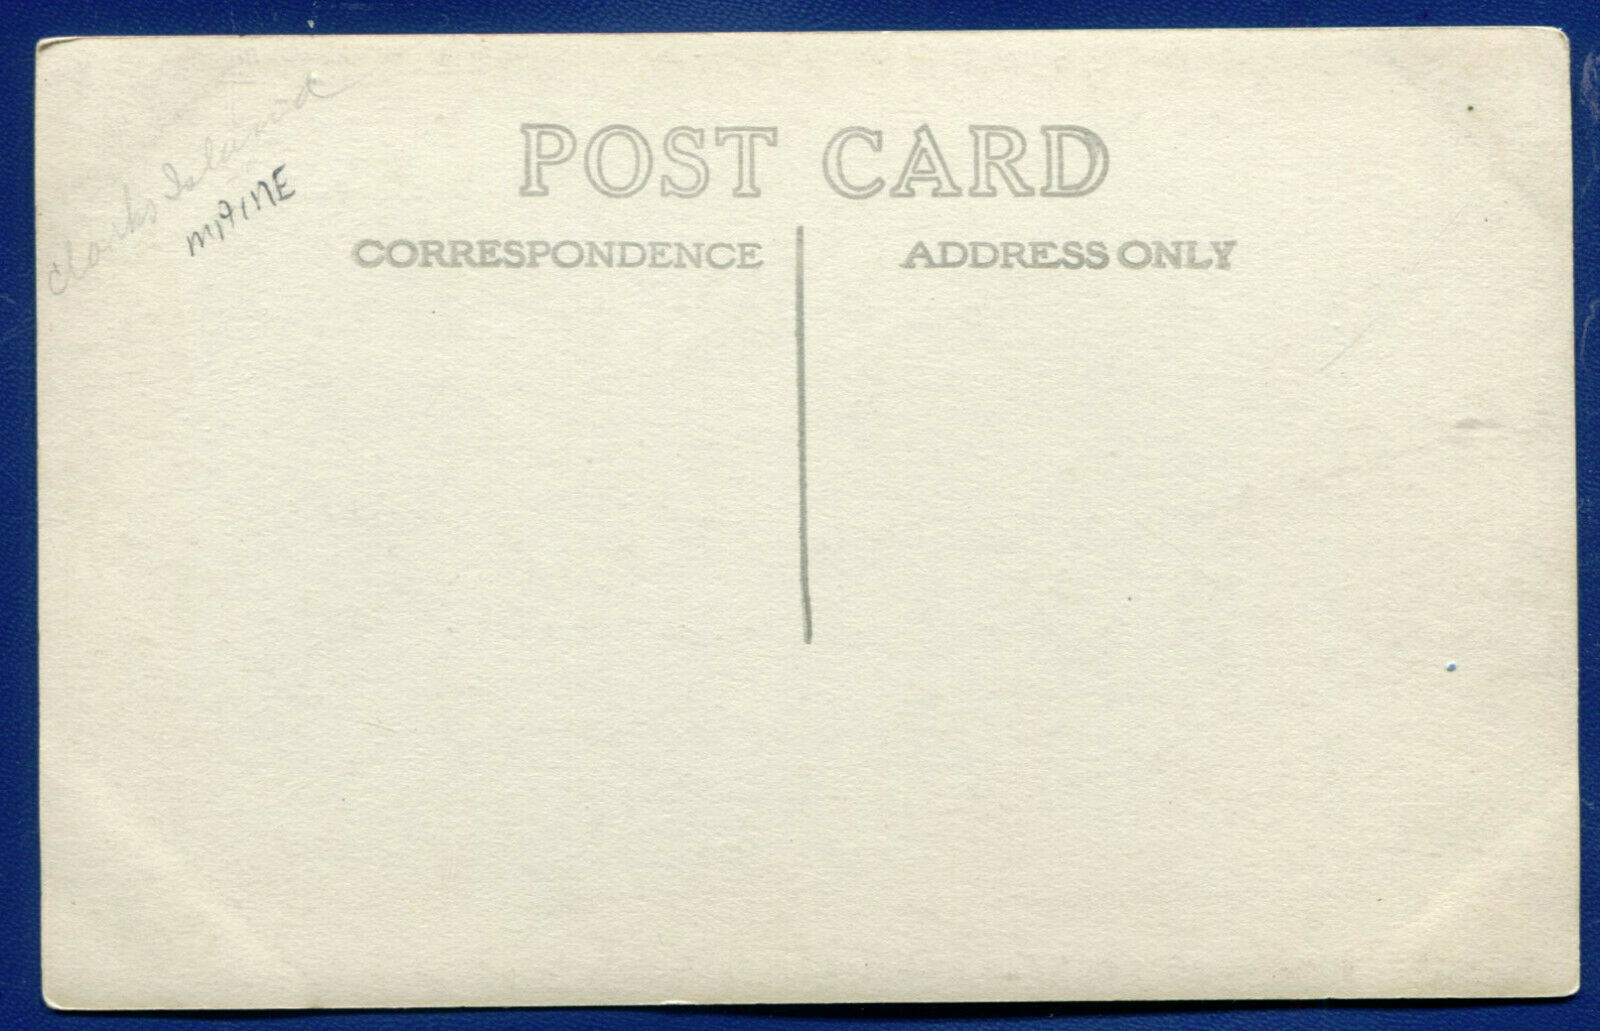 Clarks Island
MAINE
POST CARD
CORRESPONDENCE
ADDRESS ONLY